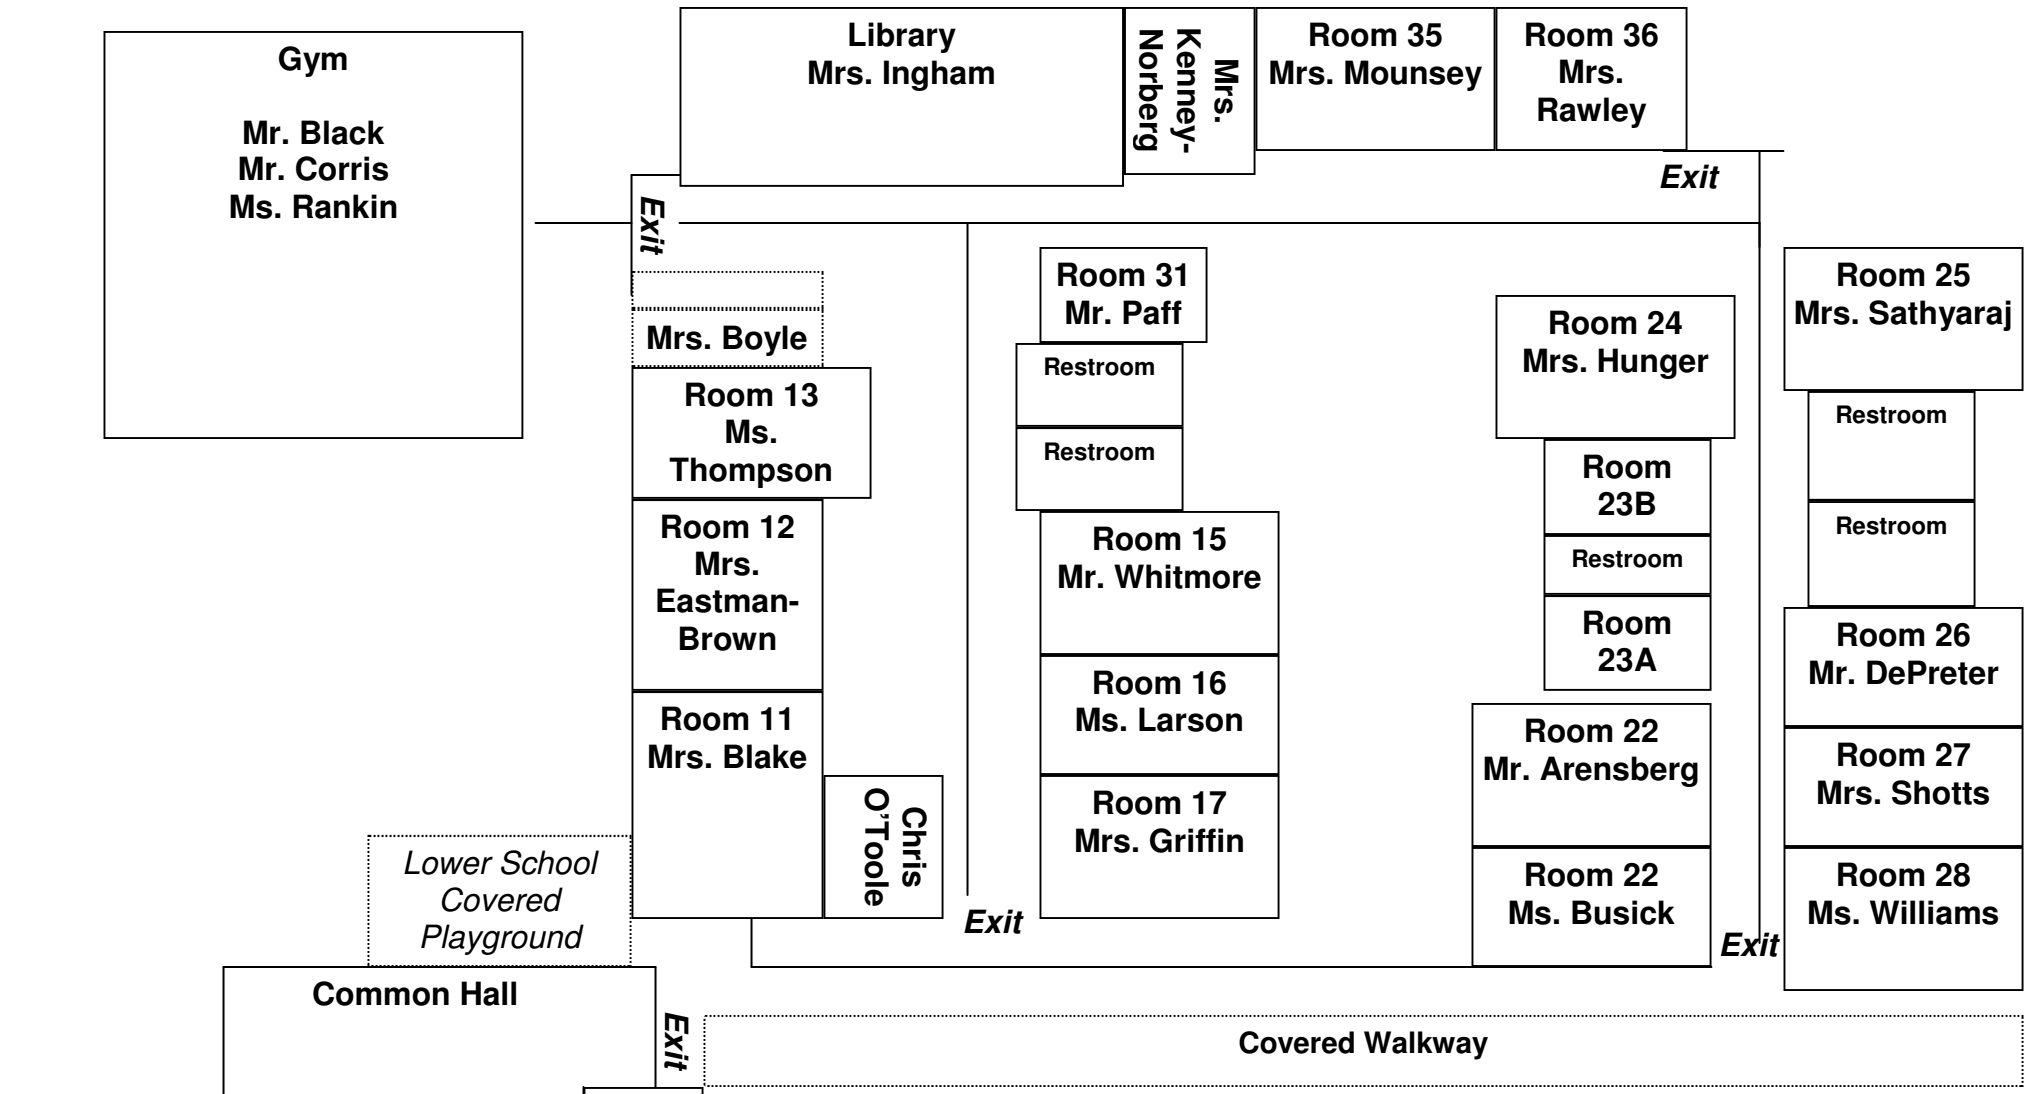 Gym
Mr. Black
Mr. Corris
Ms. Rankin
Library
Mrs. Ingham
Mrs.
Kenney-
Norberg
Room 35
Mrs. Mounsey
Room 36
Mrs.
Rawley
Exit
Exit
Mrs. Boyle
Room 13
Ms.
Thompson
Room 12
Mrs.
Eastman-
Brown
Room 11
Mrs. Blake
Chris
O'Toole
Lower School
Covered
Playground
Common Hall
Exit
Room 31
Mr. Paff
Restroom
Restroom
Room 15
Mr. Whitmore
Room 16
Ms. Larson
Room 17
Mrs. Griffin
Exit
Room 24
Mrs. Hunger
Room
23B
Restroom
Room
23A
Room 22
Mr. Arensberg
Room 22
Ms. Busick
Exit
Room 25
Mrs. Sathyaraj
Restroom
Restroom
Room 26
Mr. DePreter
Room 27
Mrs. Shotts
Room 28
Ms. Williams
Covered Walkway